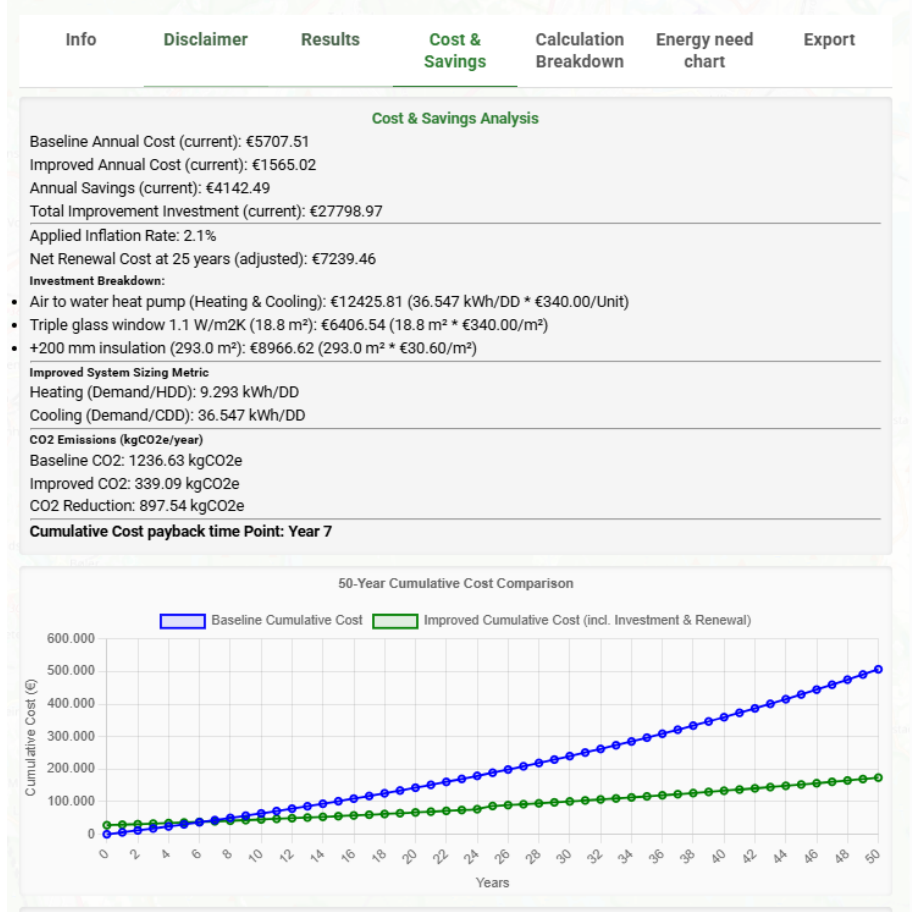 Info Disclaimer Results Cost & Savings Calculation Breakdown Energy need chart Export
Cost & Savings Analysis
Baseline Annual Cost (current): €5707.51
Improved Annual Cost (current): €1565.02
Annual Savings (current): €4142.49
Total Improvement Investment (current): €27798.97
Applied Inflation Rate: 2.1%
Net Renewal Cost at 25 years (adjusted): €7239.46
Investment Breakdown:
• Air to water heat pump (Heating & Cooling): €12425.81 (36.547 kWh/DD * €340.00/Unit)
• Triple glass window 1.1 W/m2K (18.8 m²): €6406.54 (18.8 m² * €340.00/m²)
• +200 mm insulation (293.0 m²): €8966.62 (293.0 m² * €30.60/m²)
Improved System Sizing Metric
Heating (Demand/HDD): 9.293 kWh/DD
Cooling (Demand/CDD): 36.547 kWh/DD
CO2 Emissions (kgCO2e/year)
Baseline CO2: 1236.63 kgCO2e
Improved CO2: 339.09 kgCO2e
CO2 Reduction: 897.54 kgCO2e
Cumulative Cost payback time Point: Year 7
50-Year Cumulative Cost Comparison
Baseline Cumulative Cost Improved Cumulative Cost (incl. Investment & Renewal)
Cumulative Cost (€)
600.000
500.000
400.000
300.000
200.000
100.000
0
0 2 4 6 8 10 12 14 16 18 20 22 24 26 28 30 32 34 36 38 40 42 44 46 48 50
Years